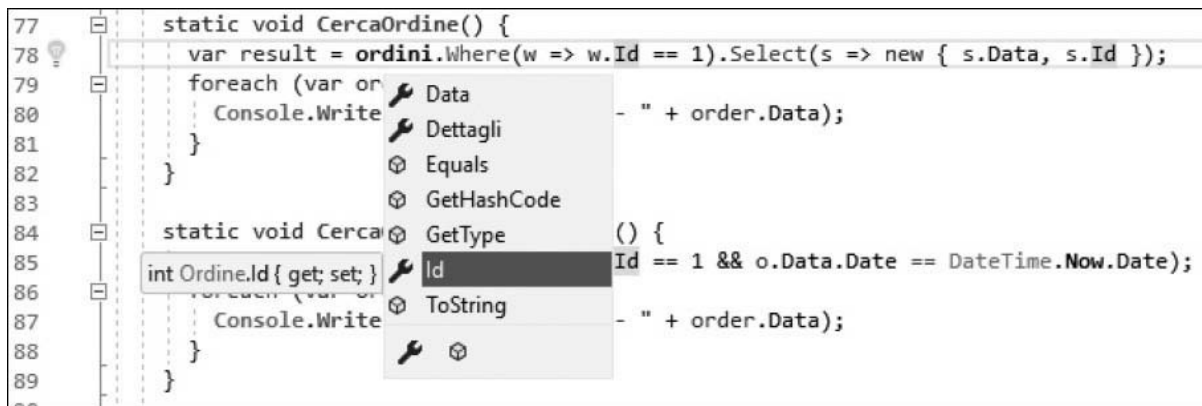 77 static void CercaOrdine() {
78 var result = ordini.Where(w => w.Id == 1).Select(s => new { s.Data, s.Id });
79 foreach (var or
80 Console.Write - " + order.Data);
81 }
82 }
83
84 static void Cerca () {
85 Id == 1 && o.Data.Date == DateTime.Now.Date);
86
87 Console.Write - " + order.Data);
88 }
89 }
Data
Dettagli
Equals
GetHashCode
GetType
Id
ToString
int Ordine.Id { get; set; }